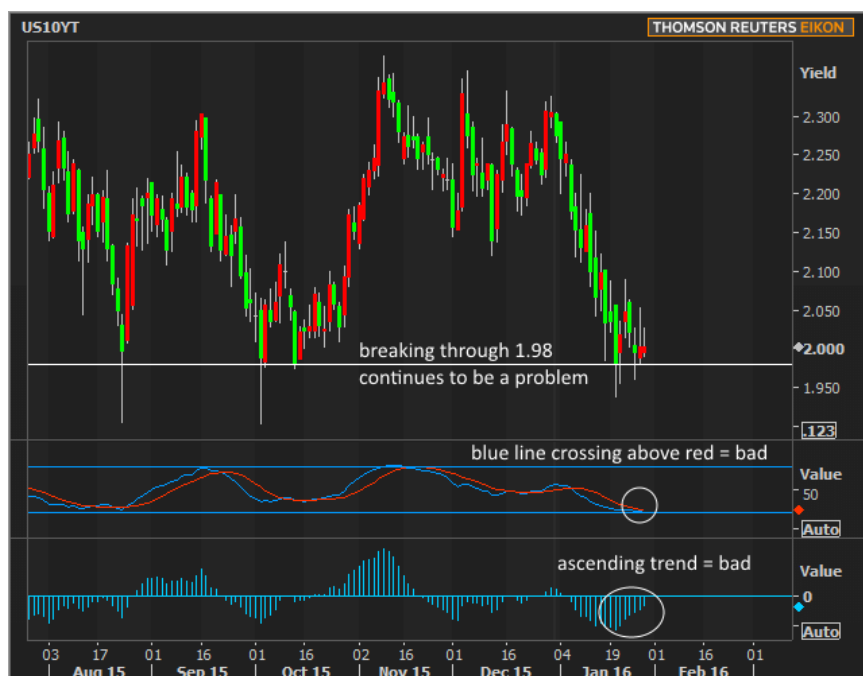 US10YT
THOMSON REUTERS EIKON
Yield
2.300
2.250
2.200
2.150
2.100
2.050
2.000
1.950
.123
breaking through 1.98
continues to be a problem
blue line crossing above red = bad
Value
50
Auto
ascending trend = bad
Value
0
Auto
03 17 01 16 01 16 02 16 01 16 04 19 01 16 01
Aug 15 Sep 15 Oct 15 Nov 15 Dec 15 Jan 16 Feb 16